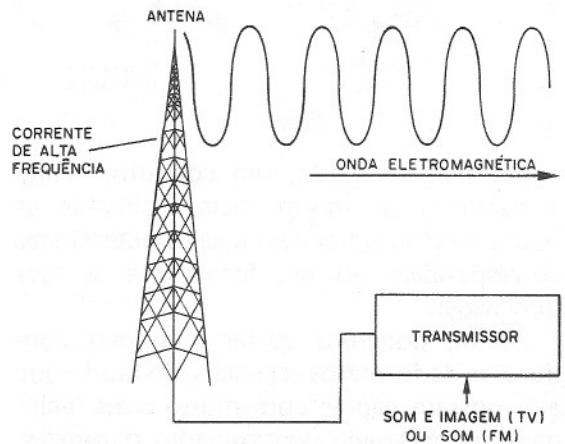 ANTENA
CORRENTE
DE ALTA
FREQUÊNCIA
ONDA ELETROMAGNÉTICA
TRANSMISSOR
SOM E IMAGEM (TV)
OU SOM (FM)